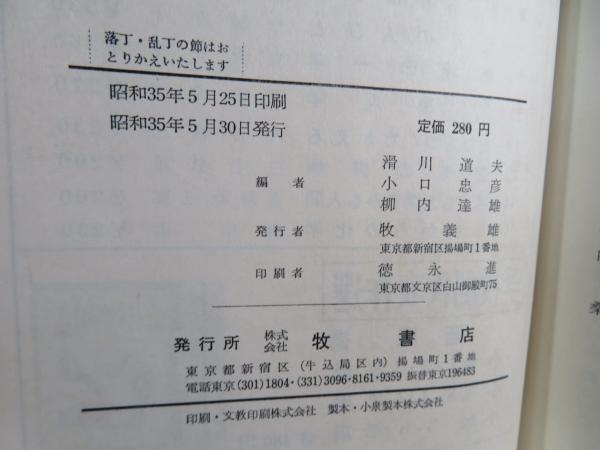 落丁・乱丁の節はお
とりかえいたします
昭和35年5月25日印刷
昭和35年5月30日発行
定価 280 円
編者
滑川道夫
小口忠彦
柳内達雄
発行者
牧義雄
東京都新宿区揚場町1番地
印刷者
徳永進
東京都文京区白山御殿町75
発行所 株式会社 牧書店
東京都新宿区(牛込局区内)揚場町1番地
電話東京(301)1804・(331)3096・8161・9359 振替東京196483
印刷・文教印刷株式会社 製本・小泉製本株式会社